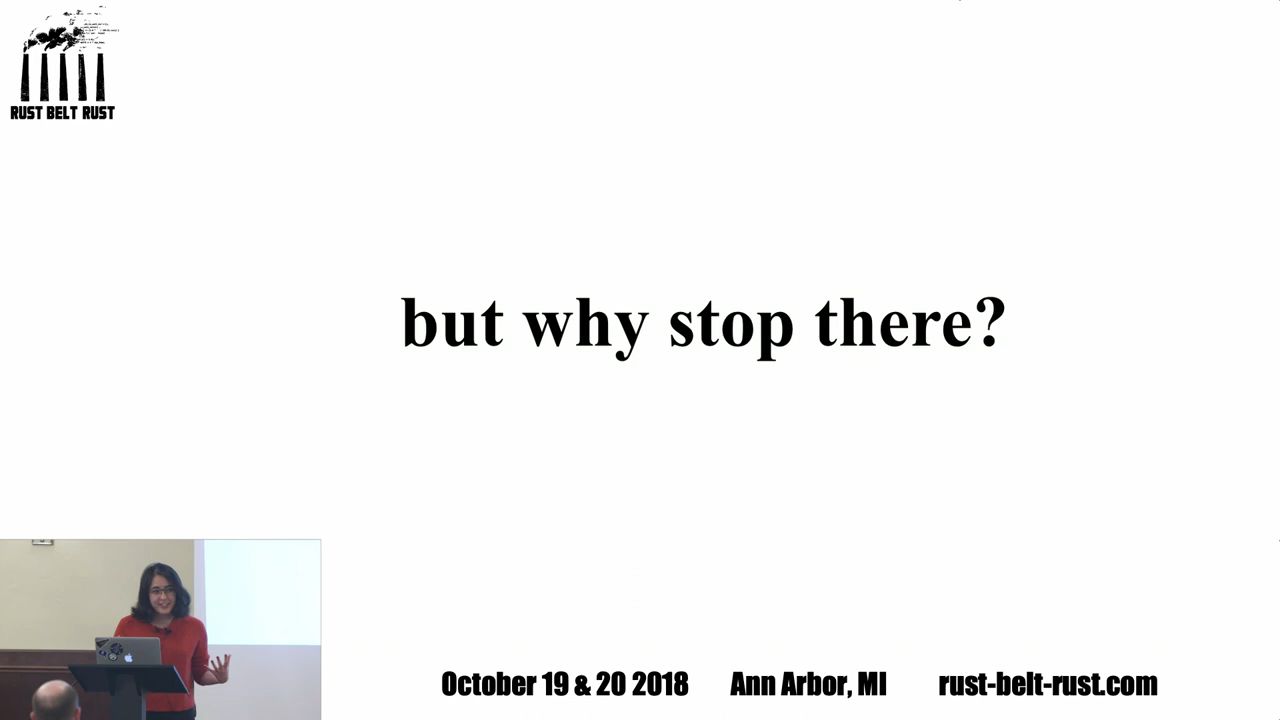 RUST BELT RUST
but why stop there?
October 19 & 20 2018 Ann Arbor, MI rust-belt-rust.com